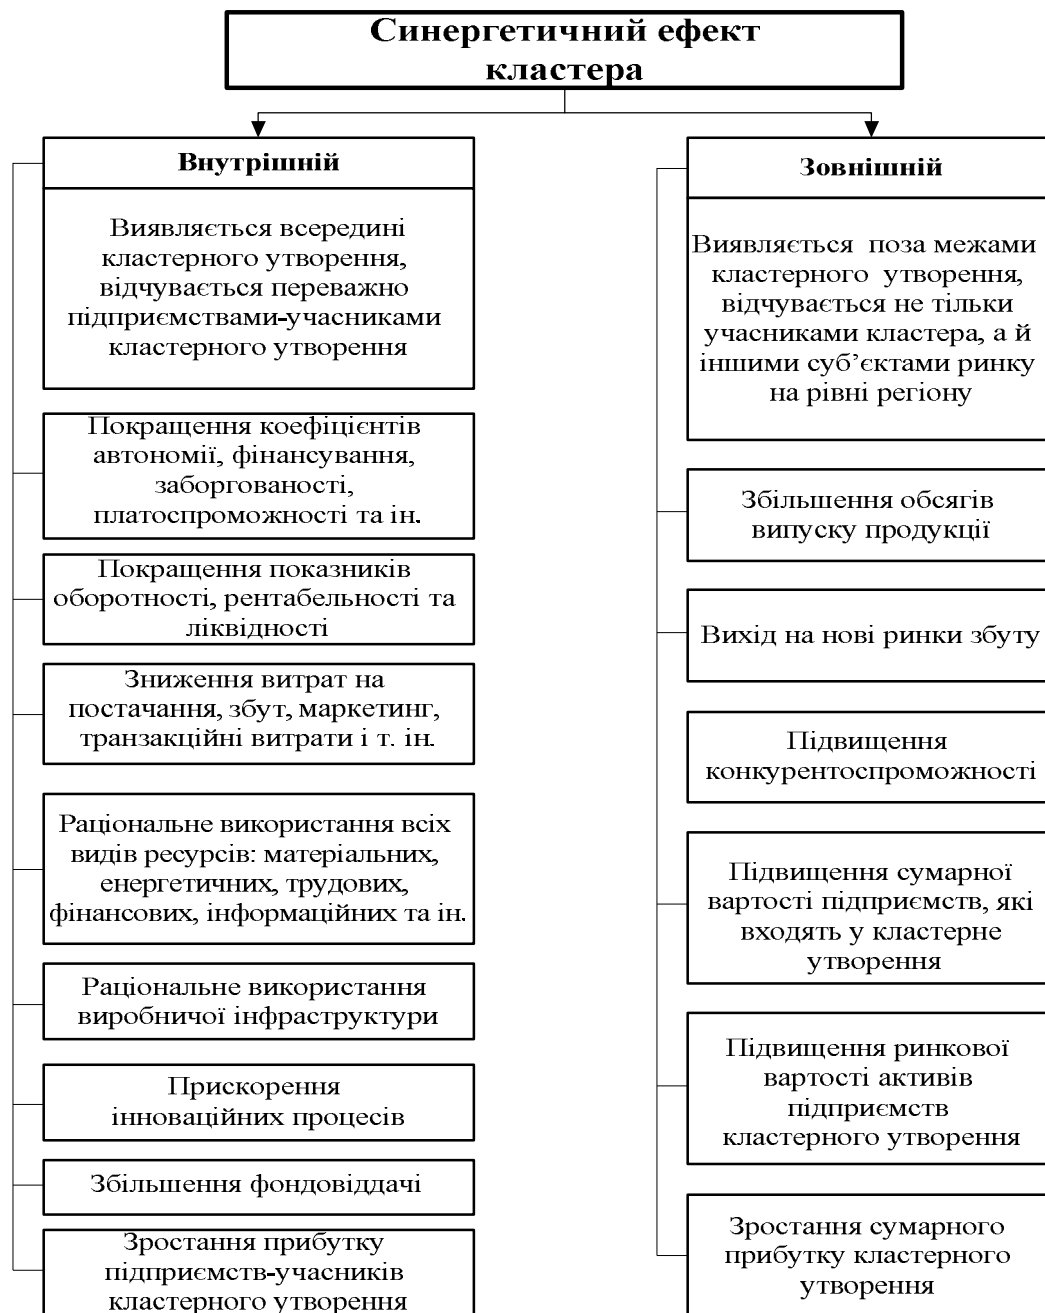 Синергетичний ефект
кластера
Внутрішній
Виявляється всередині
кластерного утворення,
відчувається переважно
підприємствами-учасниками
кластерного утворення
Покращення коефіцієнтів
автономії, фінансування,
заборгованості,
платоспроможності та ін.
Покращення показників
оборотності, рентабельності та
ліквідності
Зниження витрат на
постачання, збут, маркетинг,
транзакційні витрати і т. ін.
Раціональне використання всіх
видів ресурсів: матеріальних,
енергетичних, трудових,
фінансових, інформаційних та ін.
Раціональне використання
виробничої інфраструктури
Прискорення
інноваційних процесів
Збільшення фондовіддачі
Зростання прибутку
підприємств-учасників
кластерного утворення
Зовнішній
Виявляється поза межами
кластерного утворення,
відчувається не тільки
учасниками кластера, а й
іншими суб’єктами ринку
на рівні регіону
Збільшення обсягів
випуску продукції
Вихід на нові ринки збуту
Підвищення
конкурентоспроможності
Підвищення сумарної
вартості підприємств, які
входять у кластерне
утворення
Підвищення ринкової
вартості активів
підприємств
кластерного утворення
Зростання сумарного
прибутку кластерного
утворення